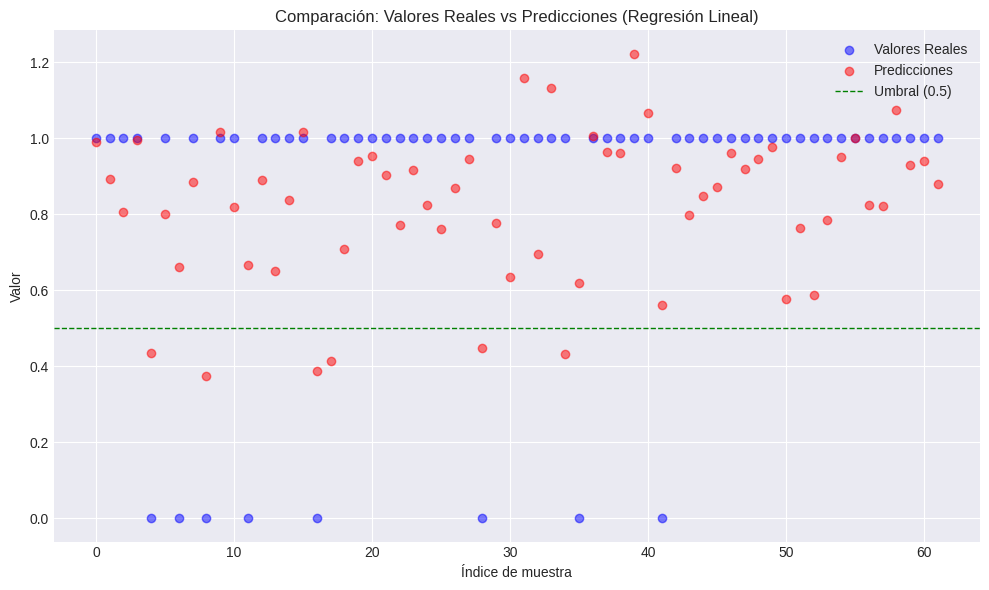 Comparación: Valores Reales vs Predicciones (Regresión Lineal)
Valores Reales
Predicciones
Umbral (0.5)
Valor
1.2
1.0
0.8
0.6
0.4
0.2
0.0
0 10 20 30 40 50 60
Índice de muestra